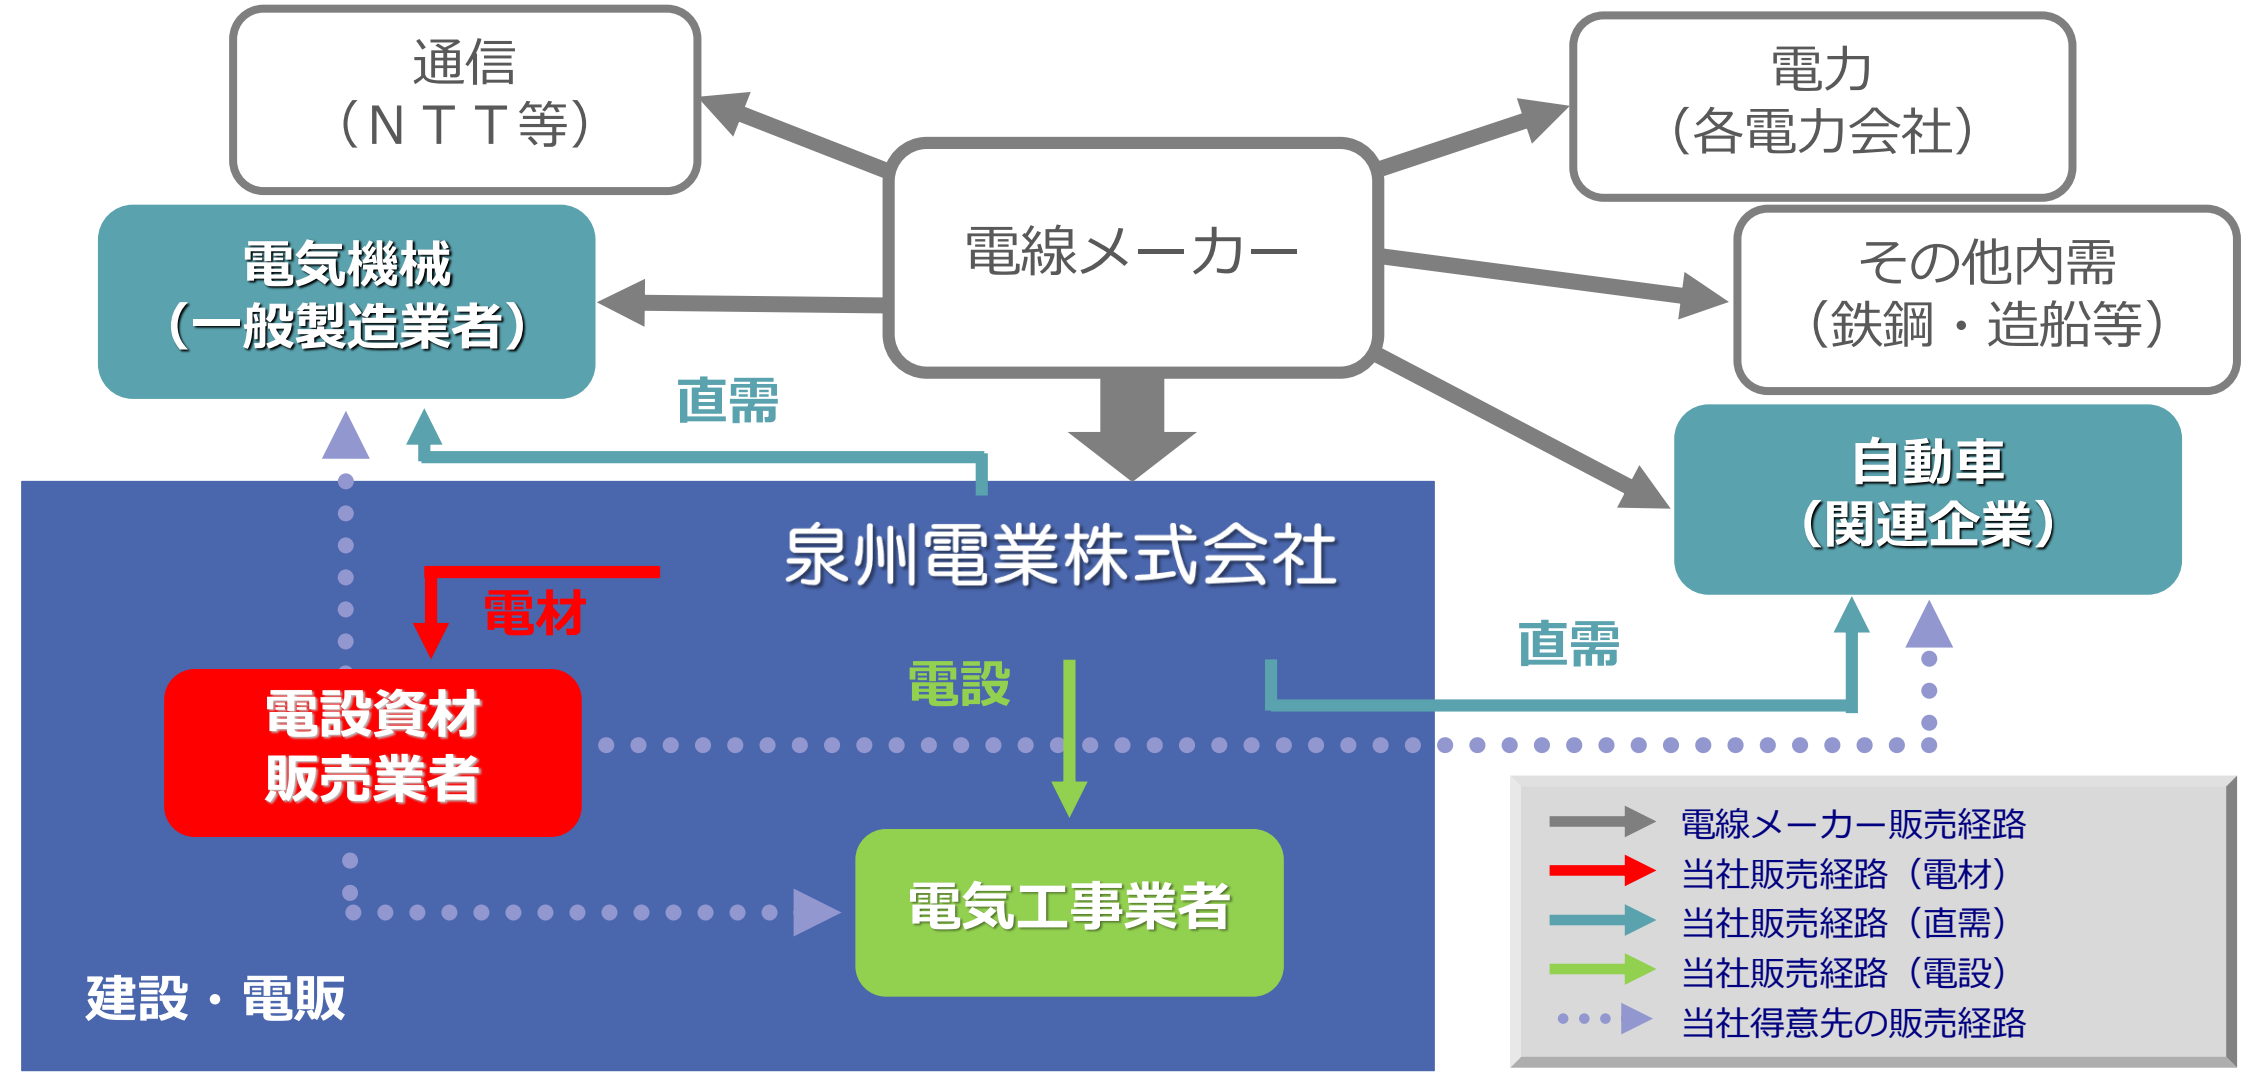 通信
（ＮＴＴ等）
電力
（各電力会社）
電線メーカー
電気機械
（一般製造業者）
その他内需
（鉄鋼・造船等）
直需
自動車
（関連企業）
泉州電業株式会社
電材
直需
電設
電設資材
販売業者
電気工事業者
建設・電販
電線メーカー販売経路
当社販売経路（電材）
当社販売経路（直需）
当社販売経路（電設）
当社得意先の販売経路